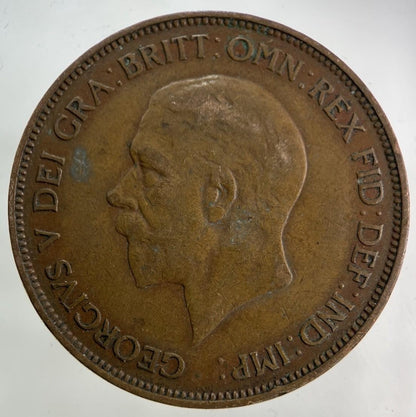 GEORGIVS V DEI GRA: BRITT: OMN: REX FID: DEF: IND: IMP: